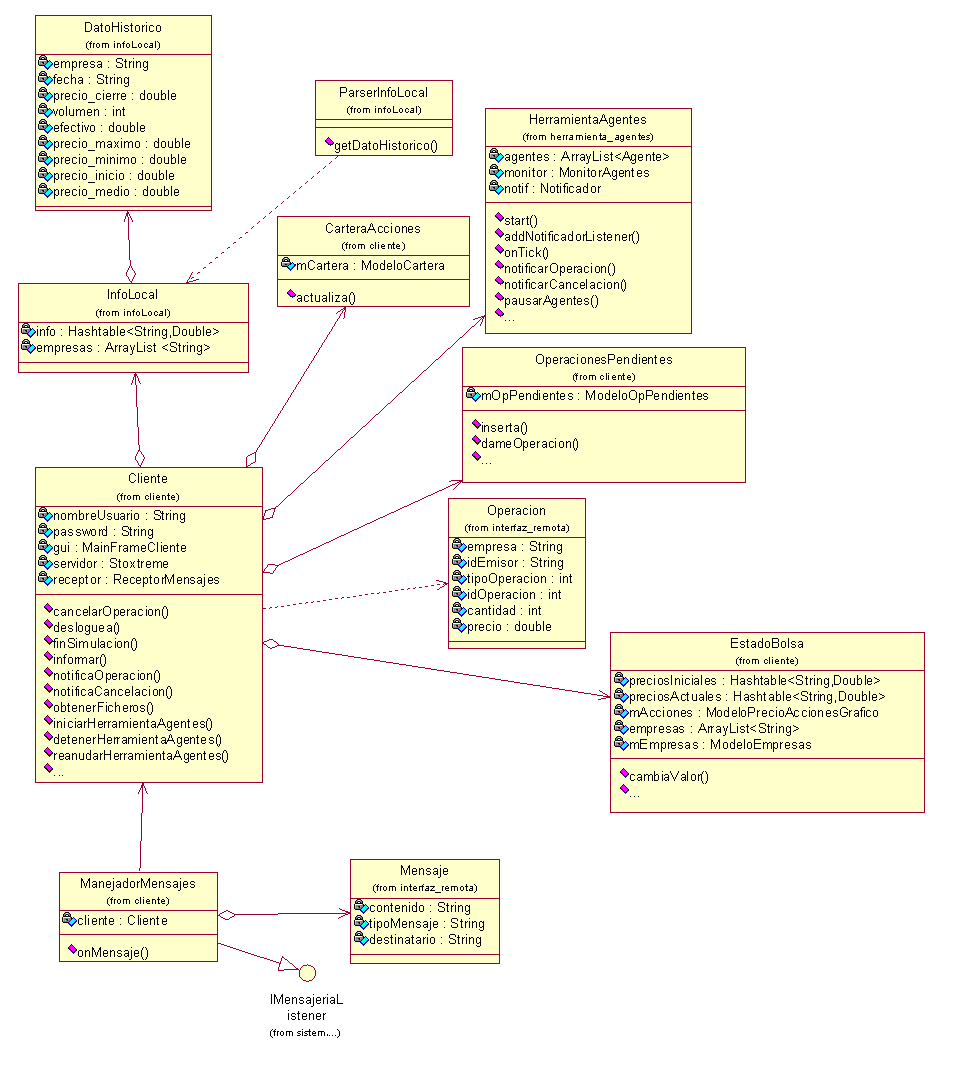 DatoHistorico
(from infoLocal)
empresa : String
fecha : String
precio_cierre : double
volumen : int
efectivo : double
precio_maximo : double
precio_minimo : double
precio_inicio : double
precio_medio : double
ParserInfoLocal
(from infoLocal)
getDatoHistorico()
HerramientaAgentes
(from herramienta_agentes)
agentes : ArrayList<Agente>
monitor : MonitorAgentes
notif : Notificador
start()
addNotificadorListener()
onTick()
notificarOperacion()
notificarCancelacion()
pausarAgentes()
...
CarteraAcciones
(from cliente)
mCartera : ModeloCartera
actualiza()
InfoLocal
(from infoLocal)
info : Hashtable<String,Double>
empresas : ArrayList <String>
OperacionesPendientes
(from cliente)
mOpPendientes : ModeloOpPendientes
inserta()
dameOperacion()
...
Cliente
(from cliente)
nombreUsuario : String
password : String
gui : MainFrameCliente
servidor : Stoxtreme
receptor : ReceptorMensajes
cancelarOperacion()
desloguea()
finSimulacion()
informar()
notificaOperacion()
notificaCancelacion()
obtenerFicheros()
iniciarHerramientaAgentes()
detenerHerramientaAgentes()
reanudarHerramientaAgentes()
...
Operacion
(from interfaz_remota)
empresa : String
idEmisor : String
tipoOperacion : int
idOperacion : int
cantidad : int
precio : double
EstadoBolsa
(from cliente)
preciosIniciales : Hashtable<String,Double>
preciosActuales : Hashtable<String,Double>
mAcciones : ModeloPrecioAccionesGrafico
empresas : ArrayList<String>
mEmpresas : ModeloEmpresas
cambiaValor()
...
ManejadorMensajes
(from cliente)
cliente : Cliente
onMensaje()
Mensaje
(from interfaz_remota)
contenido : String
tipoMensaje : String
destinatario : String
IMensajeriaL
istener
(from sistem....)